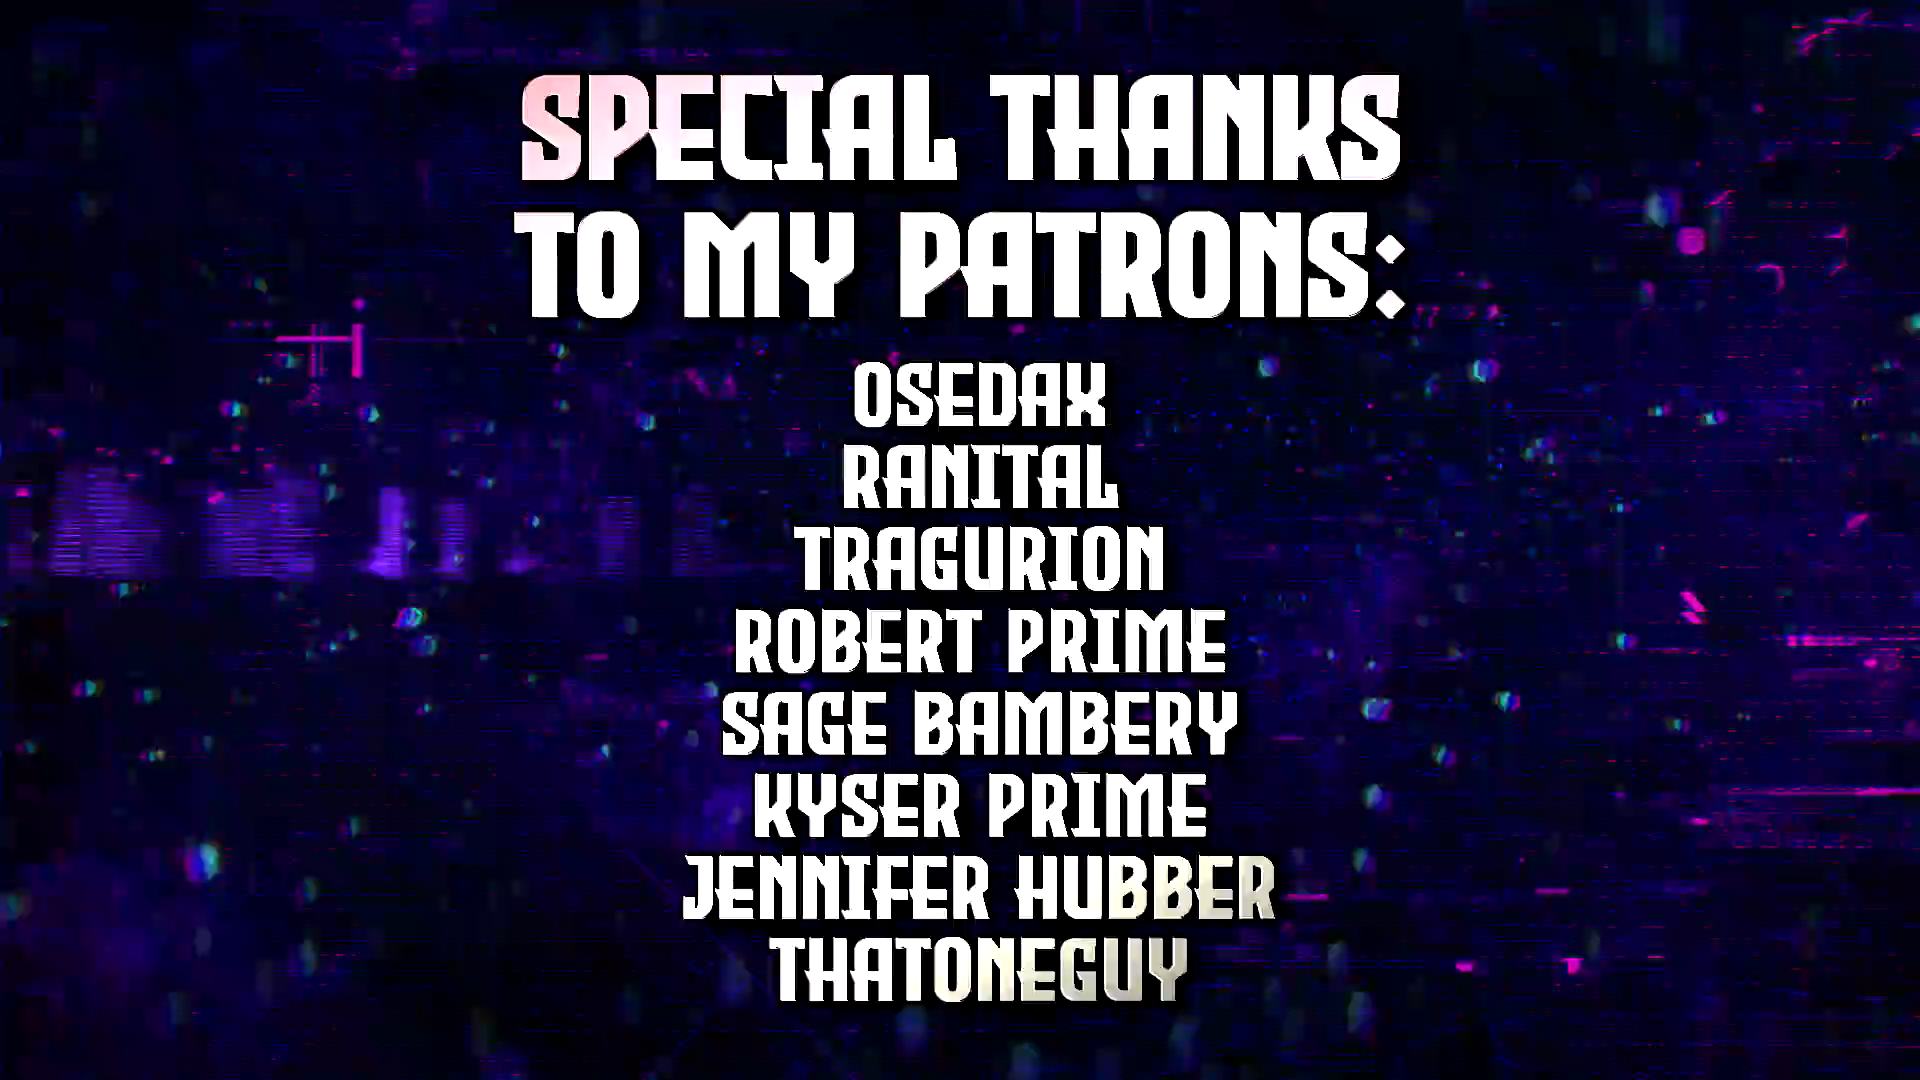 SPECIAL THANKS
TO MY PATRONS:
OSEDAX
RANITAL
TRAGURION
ROBERT PRIME
SAGE BAMBERY
KYSER PRIME
JENNIFER HUBBER
THATONEGUY